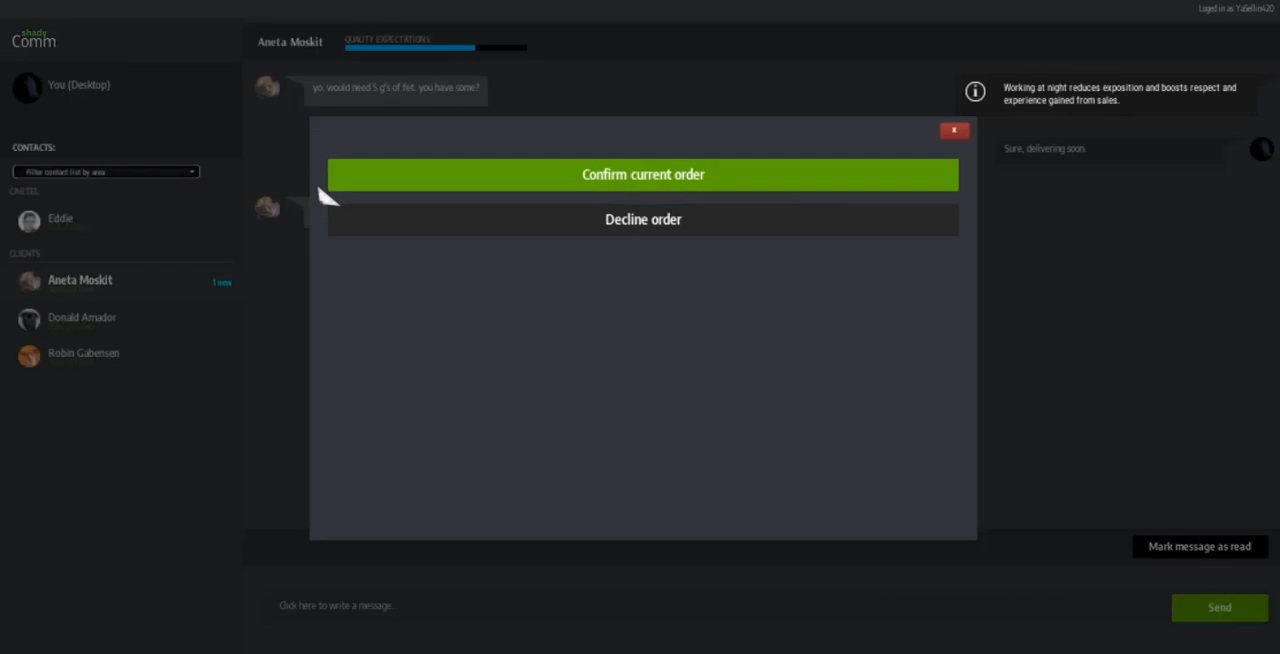 Loged in as YaSellin420
shady
Comm
Aneta Moskit
QUALITY EXPECTATIONS:
You (Desktop)
yo. would need 5 g's of fet. you have some?
Working at night reduces exposition and boosts respect and
experience gained from sales.
x
CONTACTS:
Sure, delivering soon.
Filter contact list by area
Confirm current order
CARTEL
Eddie
Decline order
CLIENTS
Aneta Moskit
1 new
Donald Amador
Robin Gabensen
Mark message as read
Click here to write a message..
Send